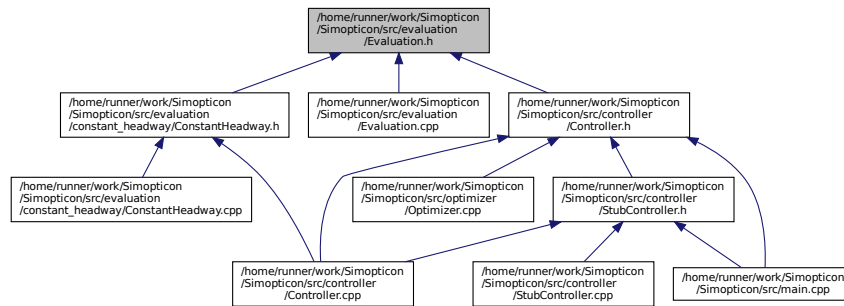 /home/runner/work/Simopticon
/Simopticon/src/evaluation
/Evaluation.h
/home/runner/work/Simopticon
/Simopticon/src/evaluation
/constant_headway/ConstantHeadway.h
/home/runner/work/Simopticon
/Simopticon/src/evaluation
/Evaluation.cpp
/home/runner/work/Simopticon
/Simopticon/src/controller
/Controller.h
/home/runner/work/Simopticon
/Simopticon/src/evaluation
/constant_headway/ConstantHeadway.cpp
/home/runner/work/Simopticon
/Simopticon/src/optimizer
/Optimizer.cpp
/home/runner/work/Simopticon
/Simopticon/src/controller
/StubController.h
/home/runner/work/Simopticon
/Simopticon/src/controller
/Controller.cpp
/home/runner/work/Simopticon
/Simopticon/src/controller
/StubController.cpp
/home/runner/work/Simopticon
/Simopticon/src/main.cpp